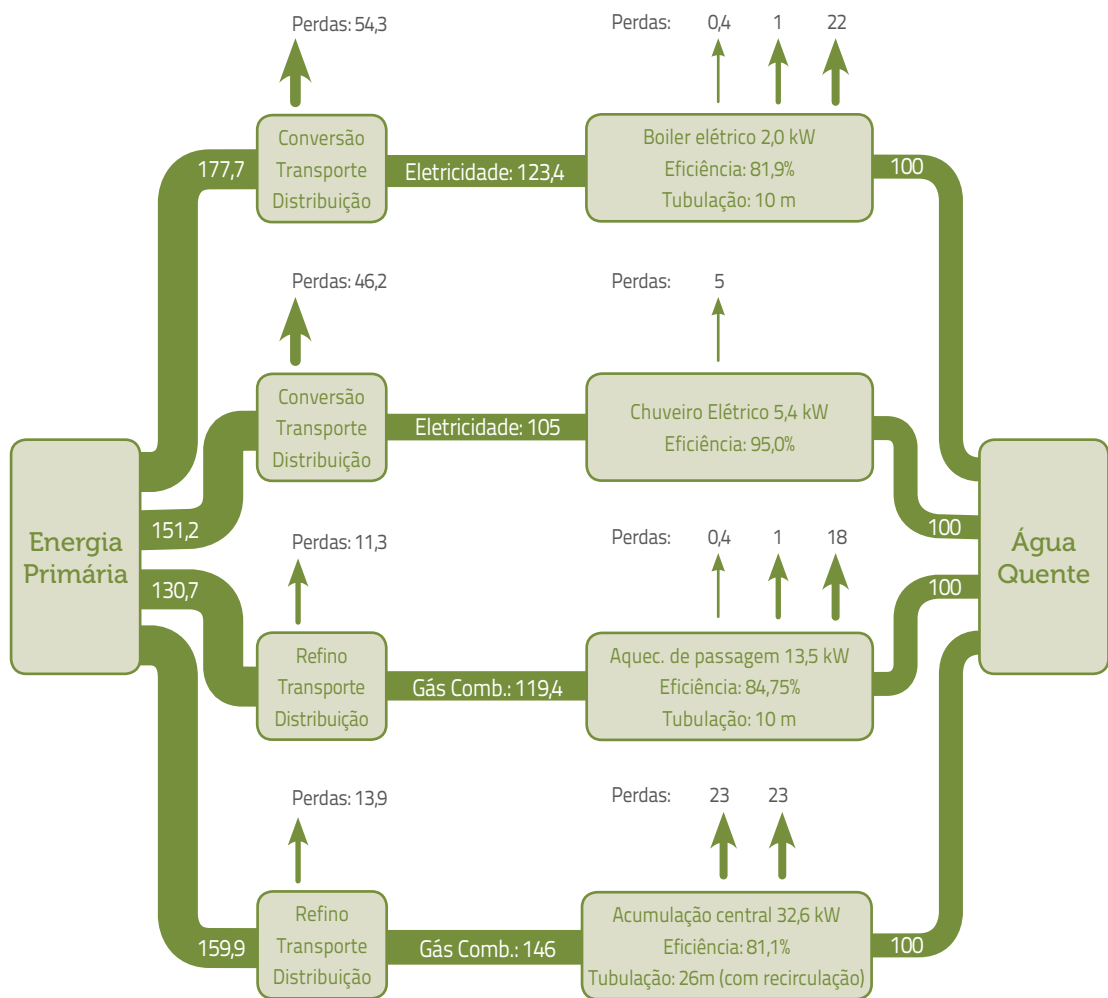 Perdas: 54,3
Perdas: 0,4 1 22
177,7
Conversão
Transporte
Distribuição
Eletricidade: 123,4
Boiler elétrico 2,0 kW
Eficiência: 81,9%
Tubulação: 10 m
100
Perdas: 46,2
Perdas: 5
151,2
Conversão
Transporte
Distribuição
Eletricidade: 105
Chuveiro Elétrico 5,4 kW
Eficiência: 95,0%
100
Energia
Primária
Água
Quente
Perdas: 11,3
Perdas: 0,4 1 18
130,7
Refino
Transporte
Distribuição
Gás Comb.: 119,4
Aquec. de passagem 13,5 kW
Eficiência: 84,75%
Tubulação: 10 m
100
Perdas: 13,9
Perdas: 23 23
159,9
Refino
Transporte
Distribuição
Gás Comb.: 146
Acumulação central 32,6 kW
Eficiência: 81,1%
Tubulação: 26m (com recirculação)
100